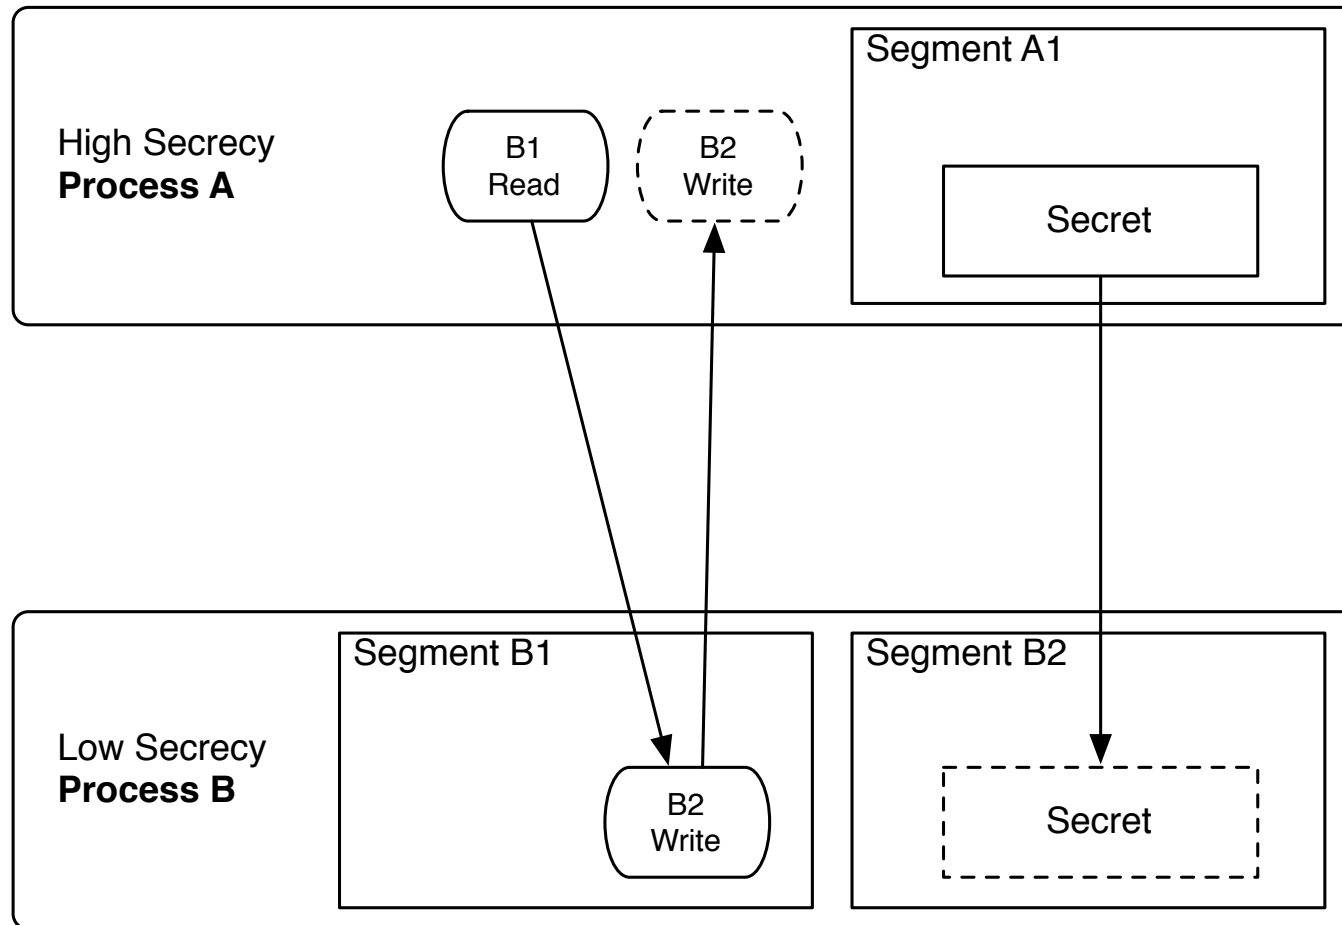 Segment A1
High Secrecy
Process A
B1
Read
B2
Write
Secret
Segment B1
Segment B2
Low Secrecy
Process B
B2
Write
Secret